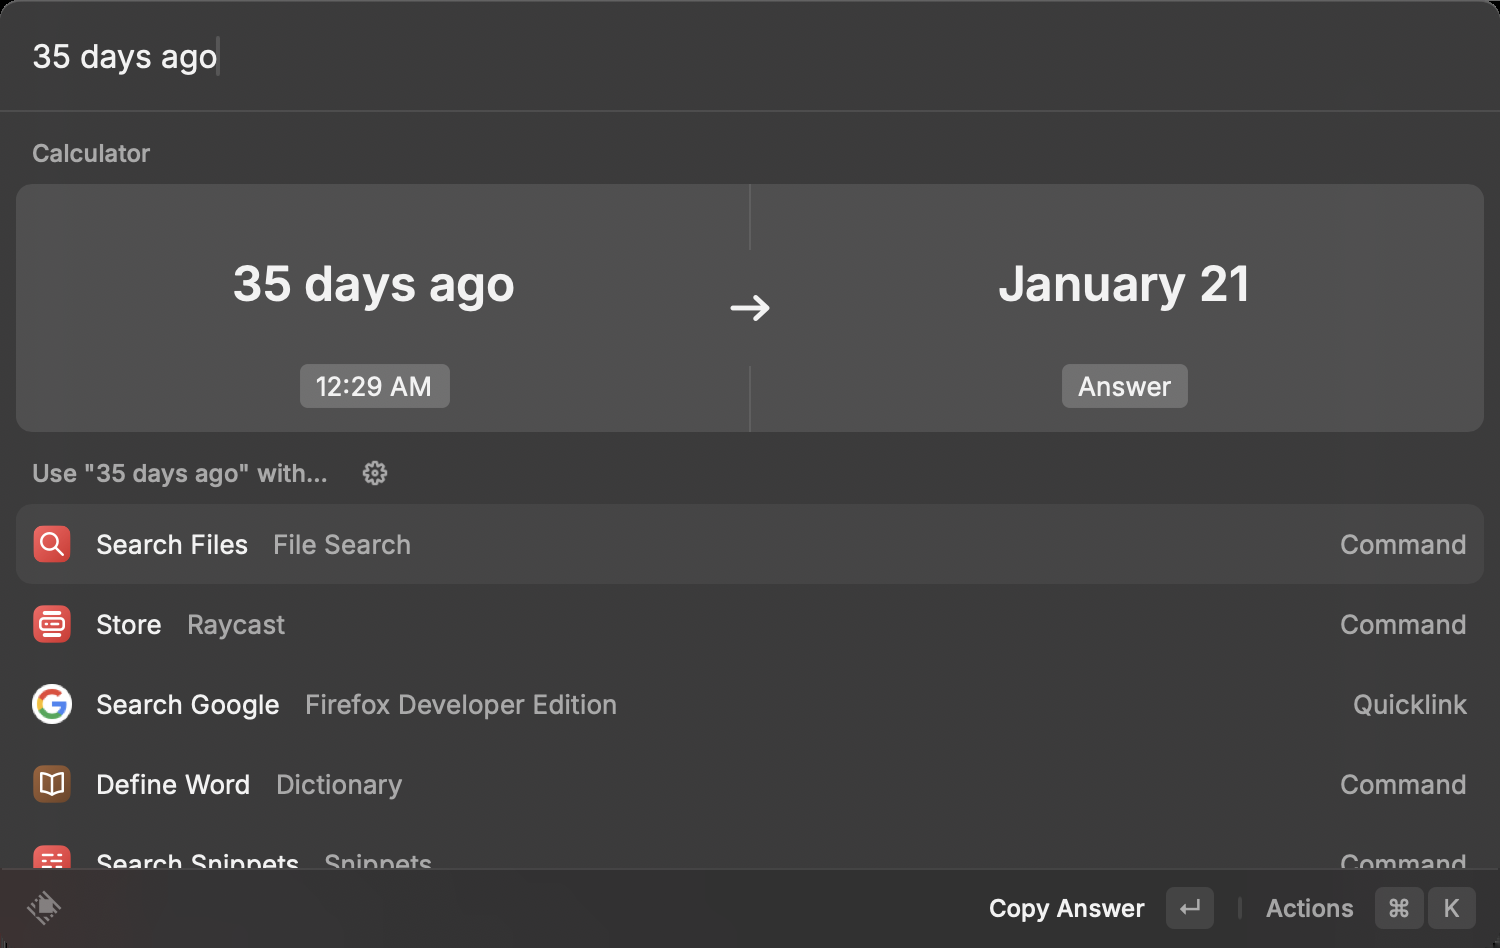 35 days ago
Calculator
35 days ago
12:29 AM
→
January 21
Answer
Use "35 days ago" with...
Search Files File Search Command
Store Raycast Command
Search Google Firefox Developer Edition Quicklink
Define Word Dictionary Command
Search Snippets Snippets Command
Copy Answer ↵ | Actions ⌘ K